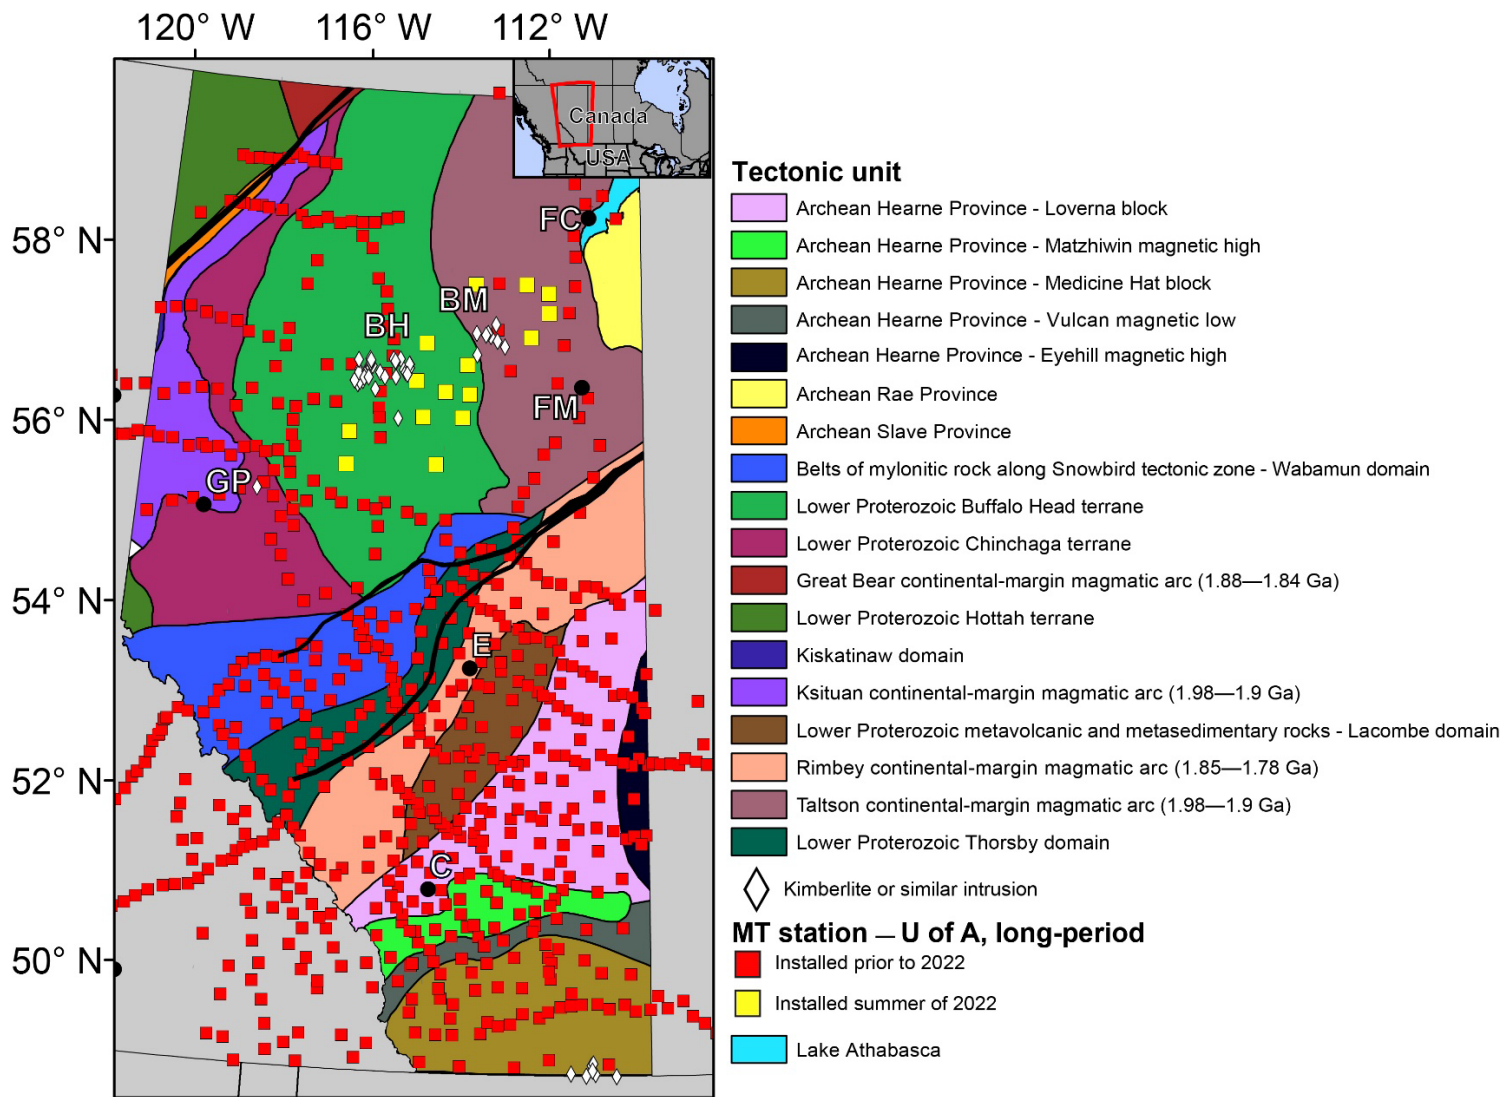 120° W 116° W 112° W
Canada
USA
58° N
56° N
54° N
52° N
50° N
FC
BM
BH
FM
GP
E
C
Tectonic unit
Archean Hearne Province - Loverna block
Archean Hearne Province - Matzhiwin magnetic high
Archean Hearne Province - Medicine Hat block
Archean Hearne Province - Vulcan magnetic low
Archean Hearne Province - Eyehill magnetic high
Archean Rae Province
Archean Slave Province
Belts of mylonitic rock along Snowbird tectonic zone - Wabamun domain
Lower Proterozoic Buffalo Head terrane
Lower Proterozoic Chinchaga terrane
Great Bear continental-margin magmatic arc (1.88—1.84 Ga)
Lower Proterozoic Hottah terrane
Kiskatinaw domain
Ksituan continental-margin magmatic arc (1.98—1.9 Ga)
Lower Proterozoic metavolcanic and metasedimentary rocks - Lacombe domain
Rimbey continental-margin magmatic arc (1.85—1.78 Ga)
Taltson continental-margin magmatic arc (1.98—1.9 Ga)
Lower Proterozoic Thorsby domain
Kimberlite or similar intrusion
MT station — U of A, long-period
Installed prior to 2022
Installed summer of 2022
Lake Athabasca